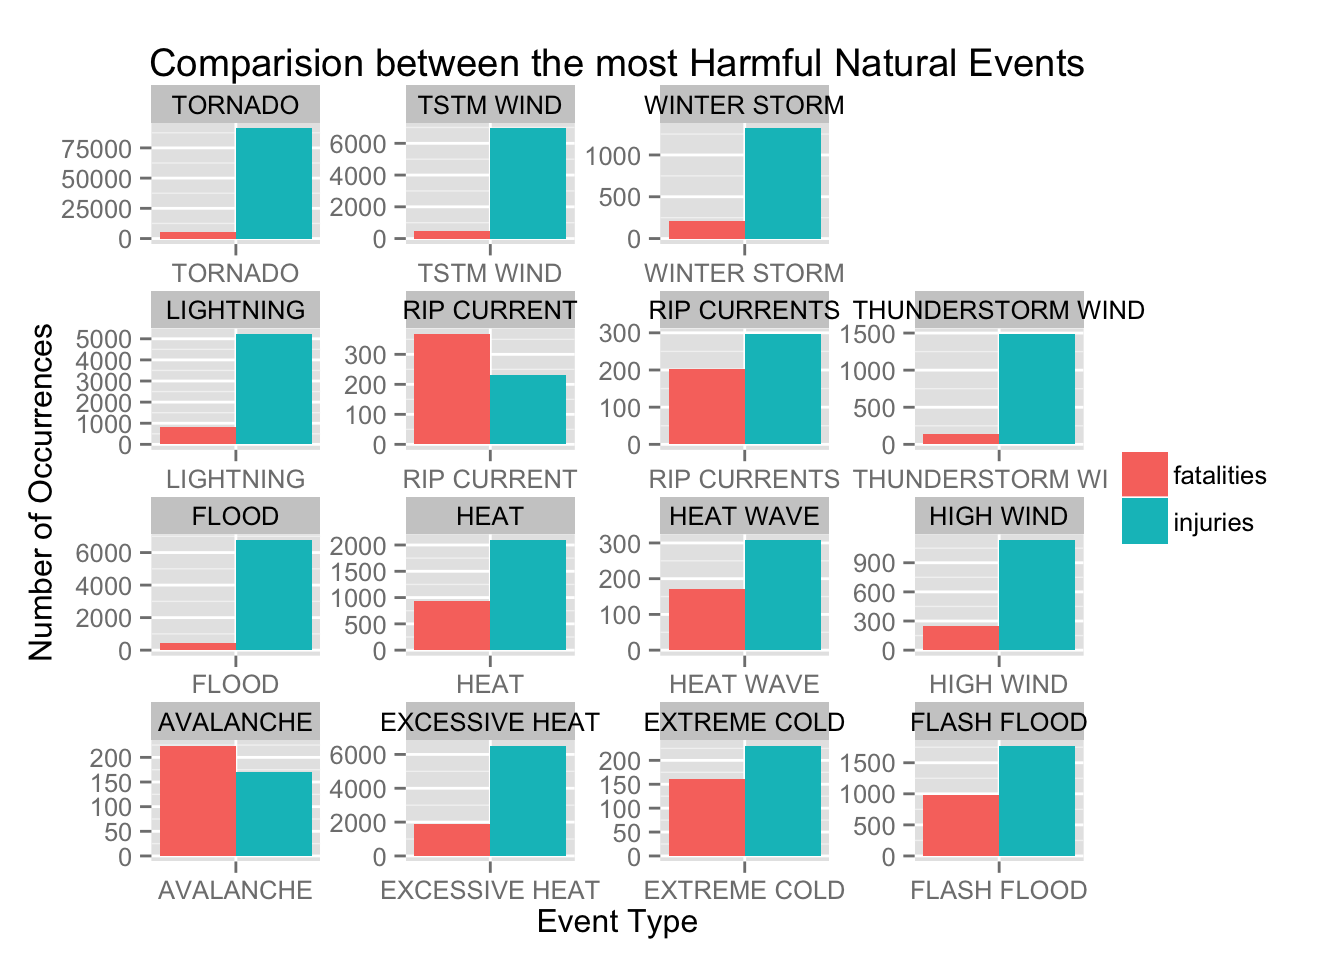 Comparision between the most Harmful Natural Events
TORNADO TSTM WIND WINTER STORM
75000 6000 1000
50000 4000 500
25000 2000 0
0 0
TORNADO TSTM WIND WINTER STORM
LIGHTNING RIP CURRENT RIP CURRENTS THUNDERSTORM WIND
5000 300 300 1500
4000 200 200 1000
3000 100 100 500
2000 0 0 0
1000
0
LIGHTNING RIP CURRENT RIP CURRENTS THUNDERSTORM WI
FLOOD HEAT HEAT WAVE HIGH WIND
6000 2000 300 900
4000 1500 200 600
2000 1000 100 300
0 500 0 0
0
FLOOD HEAT HEAT WAVE HIGH WIND
AVALANCHE EXCESSIVE HEAT EXTREME COLD FLASH FLOOD
200 6000 200 1500
150 4000 150 1000
100 2000 100 500
50 0 50 0
0 0
AVALANCHE EXCESSIVE HEAT EXTREME COLD FLASH FLOOD
Event Type
Number of Occurrences
fatalities
injuries